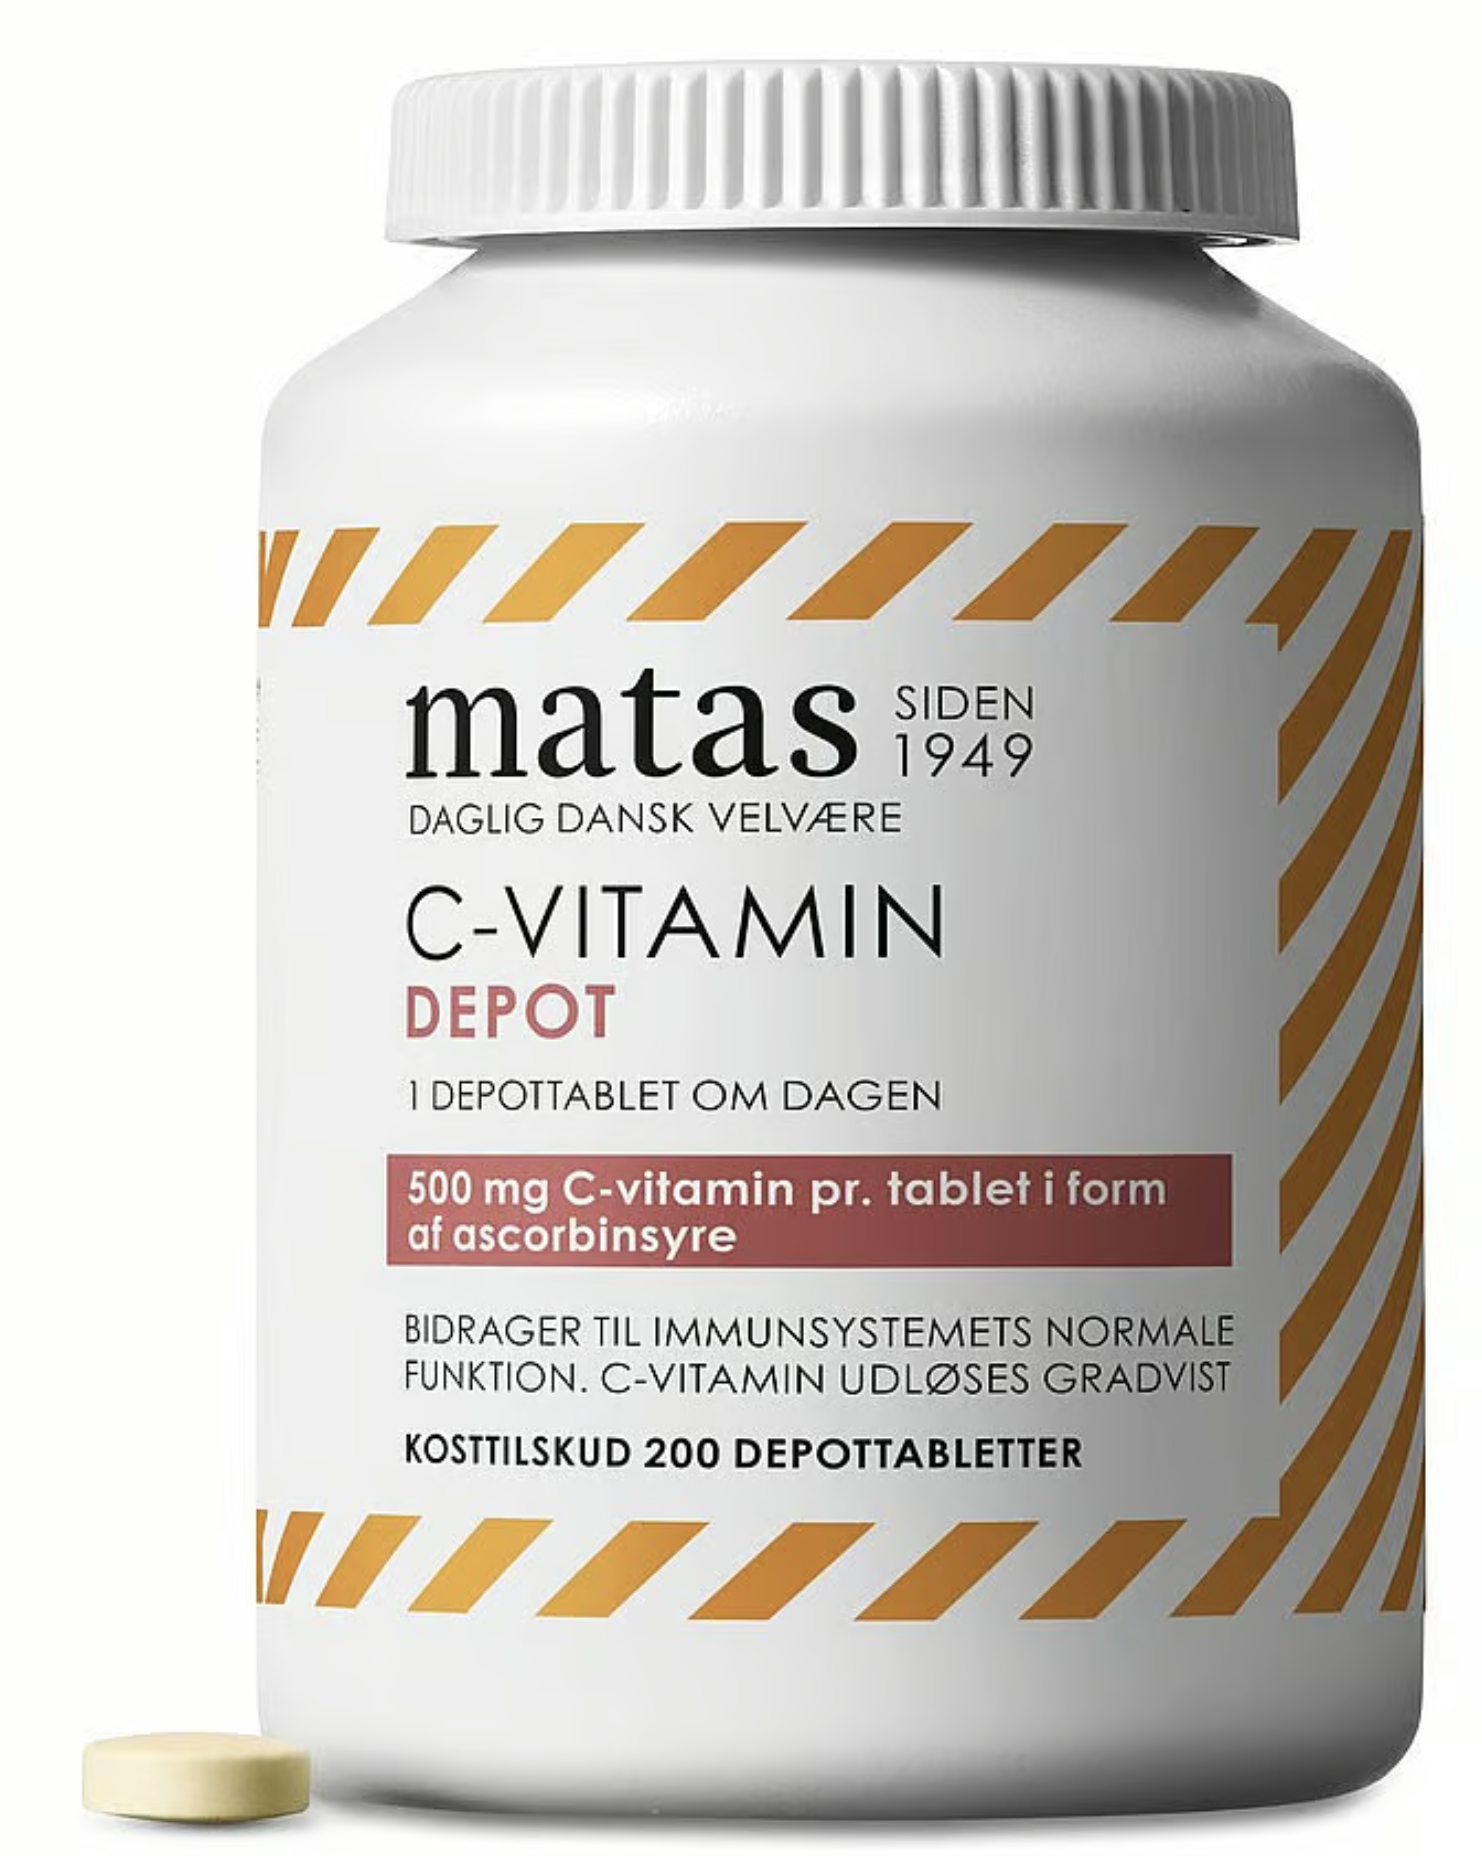 matas SIDEN 1949
DAGLIG DANSK VELVÆRE
C-VITAMIN
DEPOT
1 DEPOTTABLET OM DAGEN
500 mg C-vitamin pr. tablet i form
af ascorbinsyre
BIDRAGER TIL IMMUNSYSTEMETS NORMALE
FUNKTION. C-VITAMIN UDLØSES GRADVIST
KOSTTILSKUD 200 DEPOTTABLETTER